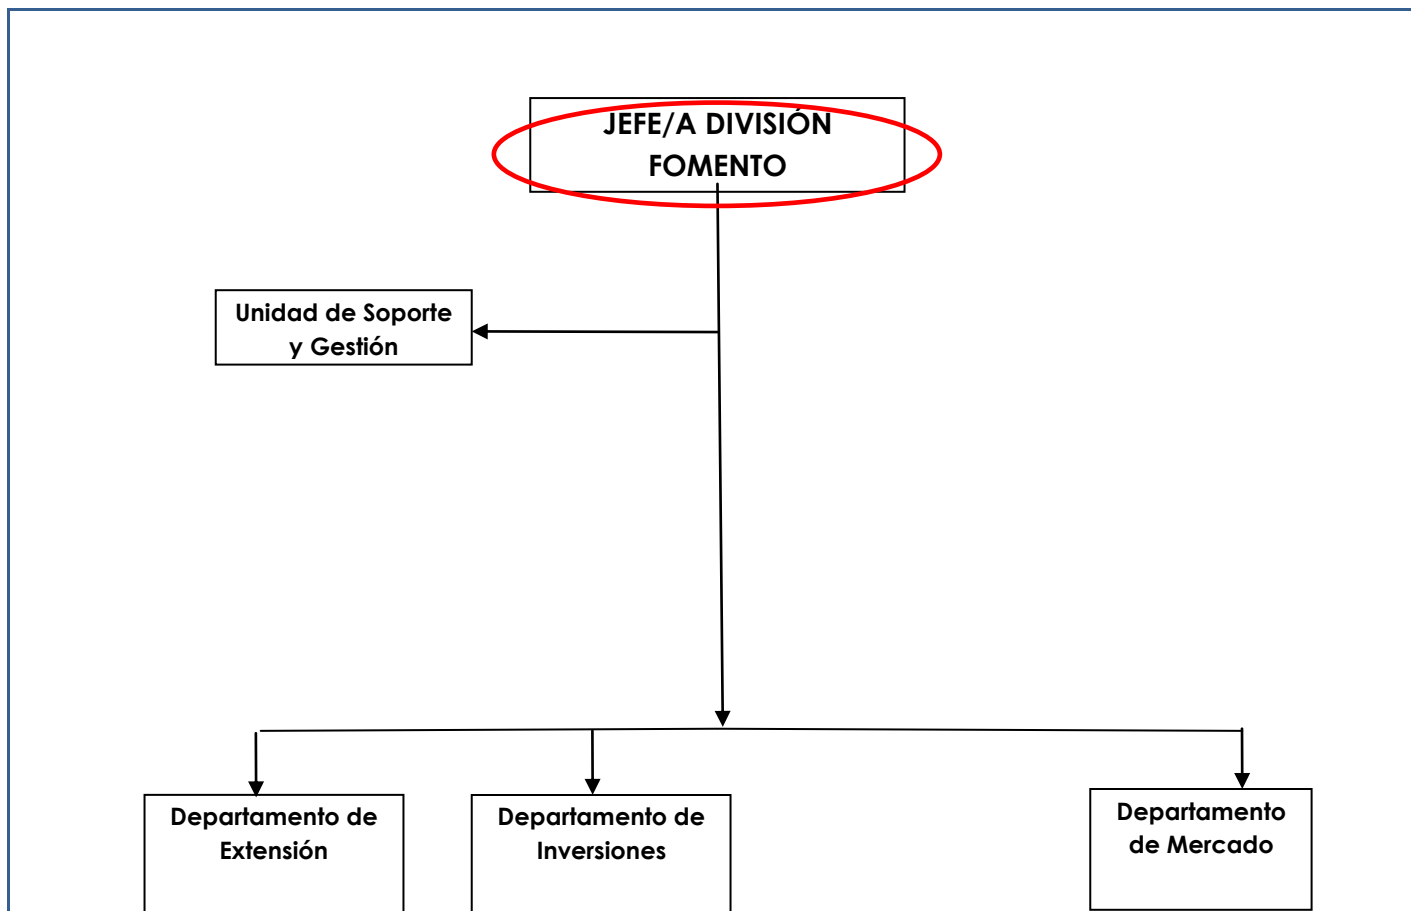 JEFE/A DIVISIÓN
FOMENTO
Unidad de Soporte
y Gestión
Departamento de
Extensión
Departamento de
Inversiones
Departamento
de Mercado